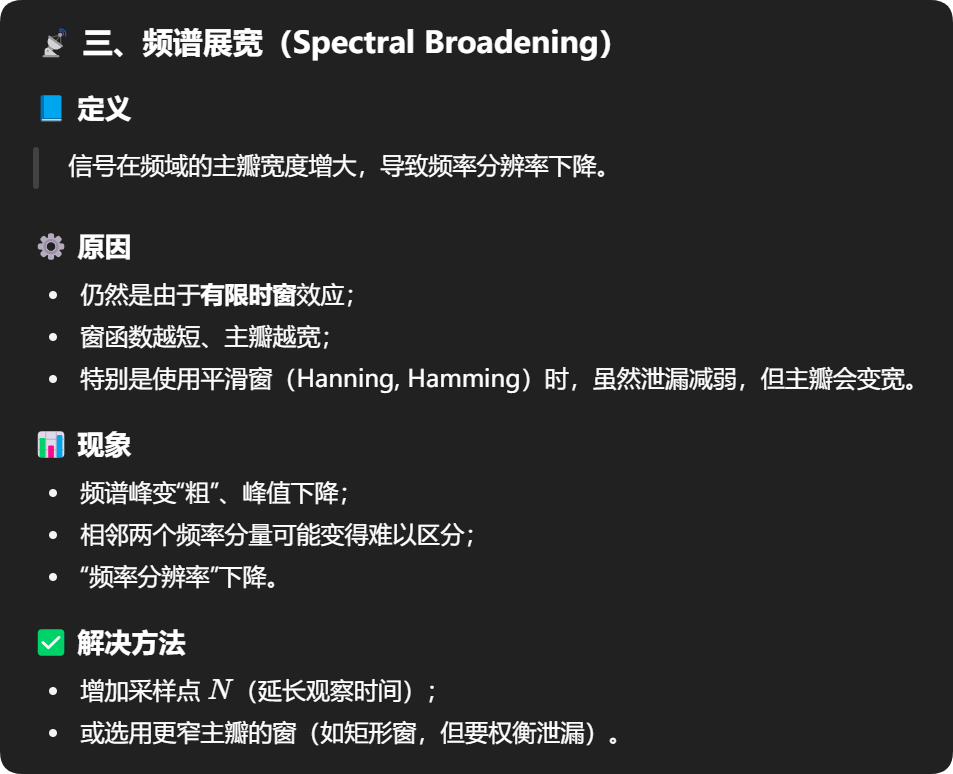 三、频谱展宽（Spectral Broadening）
定义
信号在频域的主瓣宽度增大，导致频率分辨率下降。
原因
仍然是由于有限时窗效应；
窗函数越短、主瓣越宽；
特别是使用平滑窗（Hanning, Hamming）时，虽然泄漏减弱，但主瓣会变宽。
现象
频谱峰变“粗”、峰值下降；
相邻两个频率分量可能变得难以区分；
“频率分辨率”下降。
解决方法
增加采样点 N（延长观察时间）；
或选用更窄主瓣的窗（如矩形窗，但要权衡泄漏）。